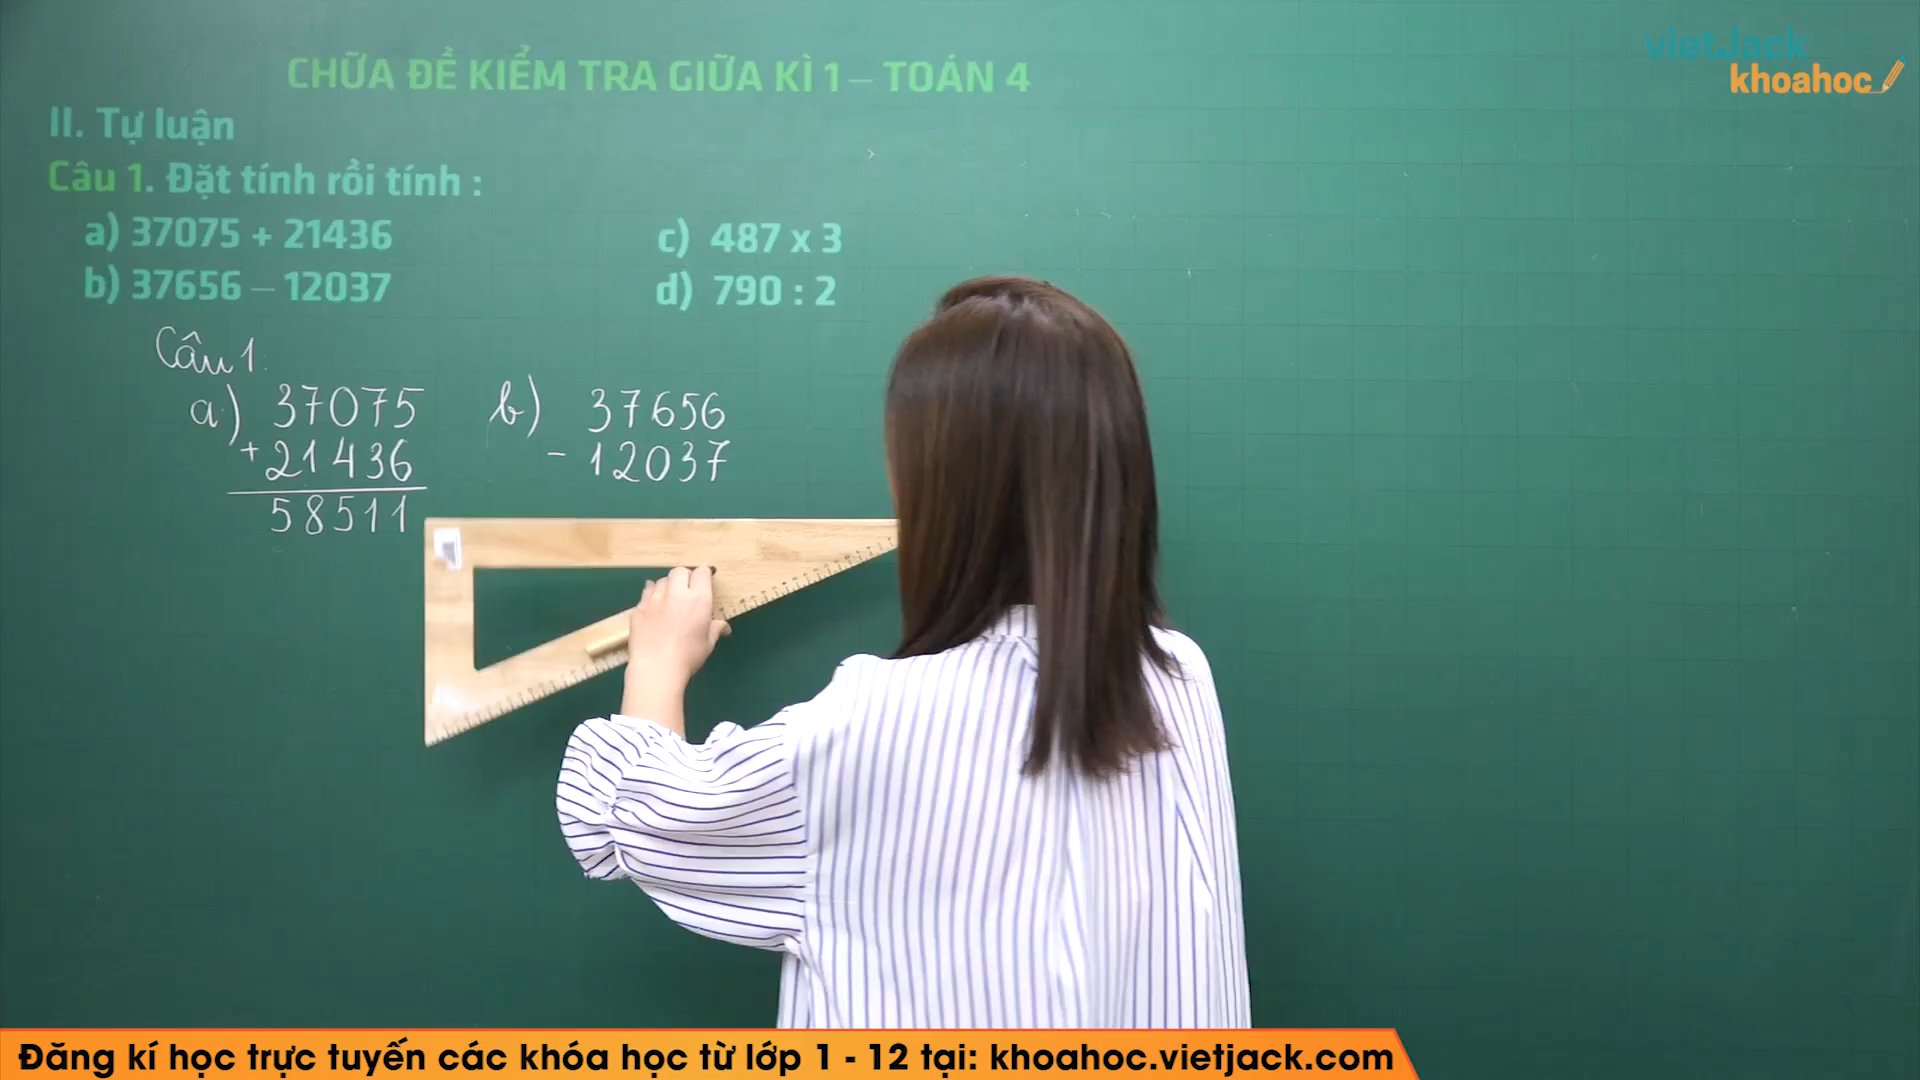 vietJack
khoahoc
CHỮA ĐỀ KIỂM TRA GIỮA KÌ 1 – TOÁN 4
II. Tự luận
Câu 1. Đặt tính rồi tính :
a) 37075 + 21436
c) 487 x 3
b) 37656 – 12037
d) 790 : 2
Câu 1.
a) 37075
+ 21436
58511
b) 37656
- 12037
Đăng kí học trực tuyến các khóa học từ lớp 1 - 12 tại: khoahoc.vietjack.com